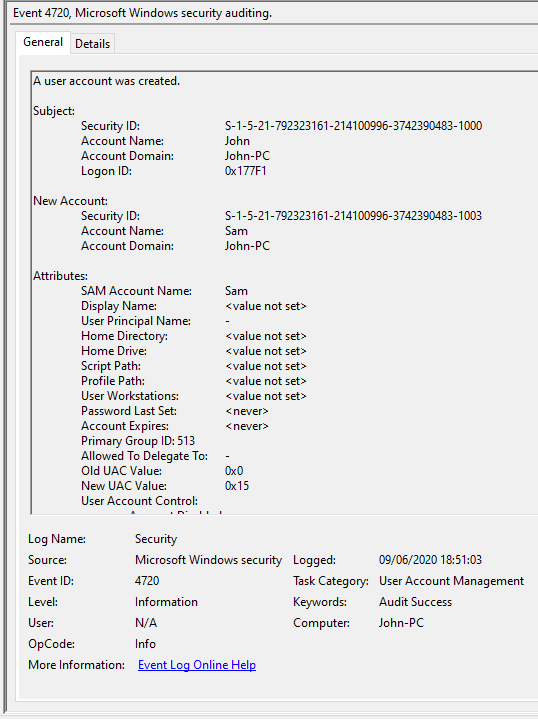 Event 4720, Microsoft Windows security auditing.
General Details
A user account was created.
Subject:
Security ID: S-1-5-21-792323161-214100996-3742390483-1000
Account Name: John
Account Domain: John-PC
Logon ID: 0x177F1
New Account:
Security ID: S-1-5-21-792323161-214100996-3742390483-1003
Account Name: Sam
Account Domain: John-PC
Attributes:
SAM Account Name: Sam
Display Name: <value not set>
User Principal Name: -
Home Directory: <value not set>
Home Drive: <value not set>
Script Path: <value not set>
Profile Path: <value not set>
User Workstations: <value not set>
Password Last Set: <never>
Account Expires: <never>
Primary Group ID: 513
Allowed To Delegate To: -
Old UAC Value: 0x0
New UAC Value: 0x15
User Account Control:
Log Name: Security
Source: Microsoft Windows security Logged: 09/06/2020 18:51:03
Event ID: 4720 Task Category: User Account Management
Level: Information Keywords: Audit Success
User: N/A Computer: John-PC
OpCode: Info
More Information: Event Log Online Help